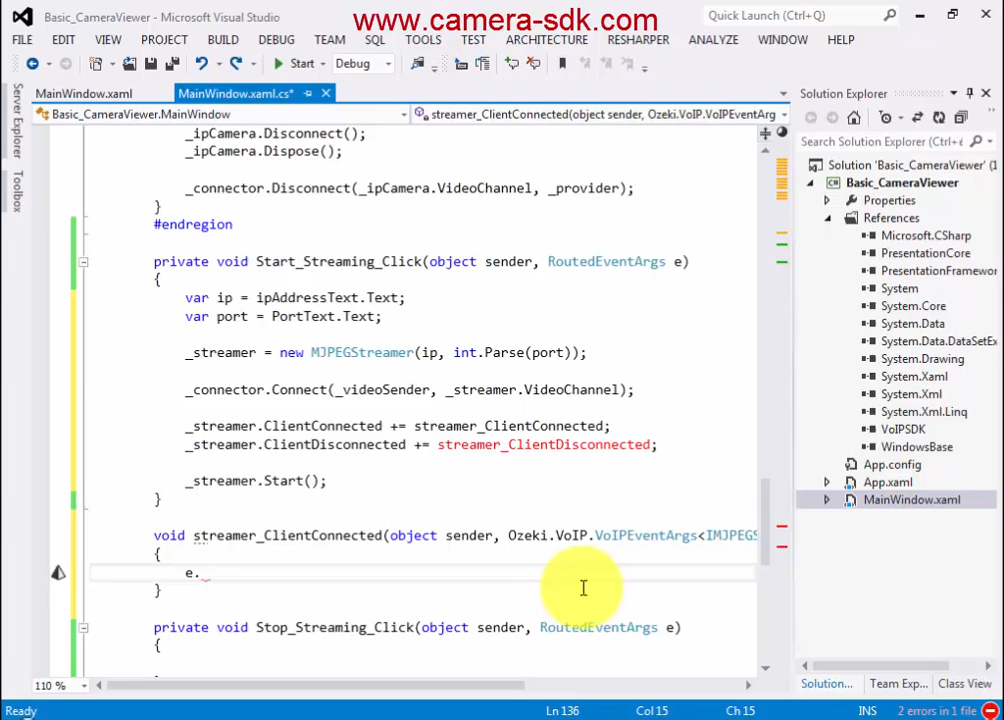 Basic_CameraViewer - Microsoft Visual Studio
www.camera-sdk.com
Quick Launch (Ctrl+Q)
FILE EDIT VIEW PROJECT BUILD DEBUG TEAM SQL TOOLS TEST ARCHITECTURE RESHARPER ANALYZE WINDOW HELP
Start Debug
Server Explorer
Toolbox
MainWindow.xaml MainWindow.xaml.cs*
Basic_CameraViewer.MainWindow streamer_ClientConnected(object sender, Ozeki.VoIP.VoIPEventArg
_ipCamera.Disconnect();
_ipCamera.Dispose();
_connector.Disconnect(_ipCamera.VideoChannel, _provider);
}
#endregion
private void Start_Streaming_Click(object sender, RoutedEventArgs e)
{
var ip = ipAddressText.Text;
var port = PortText.Text;
_streamer = new MJPEGStreamer(ip, int.Parse(port));
_connector.Connect(_videoSender, _streamer.VideoChannel);
_streamer.ClientConnected += streamer_ClientConnected;
_streamer.ClientDisconnected += streamer_ClientDisconnected;
_streamer.Start();
}
void streamer_ClientConnected(object sender, Ozeki.VoIP.VoIPEventArgs<IMJPEGS
{
e.
}
private void Stop_Streaming_Click(object sender, RoutedEventArgs e)
{
110 %
Solution Explorer
Search Solution Explorer (Ctrl+
Solution 'Basic_CameraViewer'
Basic_CameraViewer
Properties
References
Microsoft.CSharp
PresentationCore
PresentationFramewo
System
System.Core
System.Data
System.Data.DataSetEx
System.Drawing
System.Xaml
System.Xml
System.Xml.Linq
VoIPSDK
WindowsBase
App.config
App.xaml
MainWindow.xaml
Solution... Team Exp... Class View
Ready Ln 136 Col 15 Ch 15 INS 2 errors in 1 file